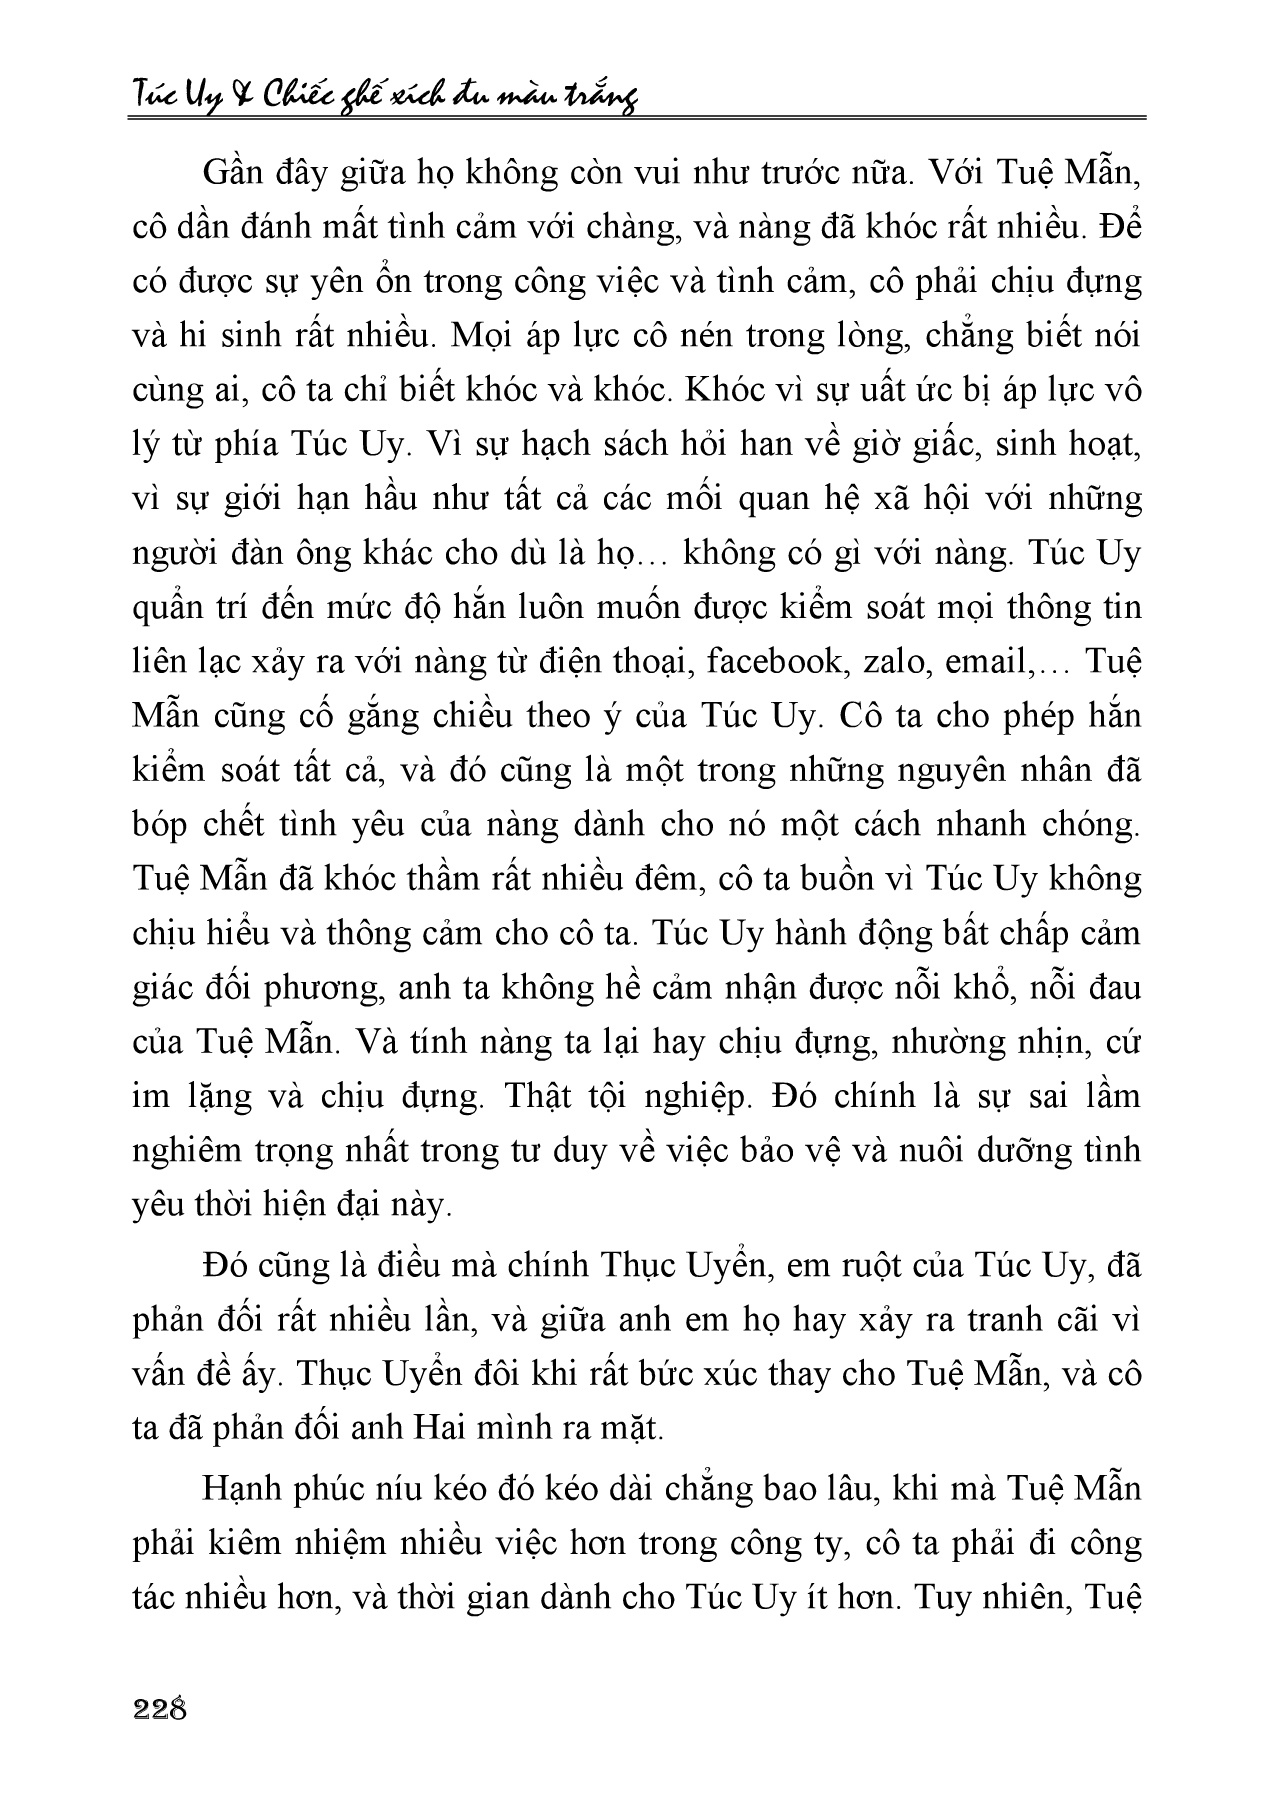 Túc Uy & Chiếc ghế xích đu màu trắng
Gần đây giữa họ không còn vui như trước nữa. Với Tuệ Mẫn,
cô dần đánh mất tình cảm với chàng, và nàng đã khóc rất nhiều. Để
có được sự yên ổn trong công việc và tình cảm, cô phải chịu đựng
và hi sinh rất nhiều. Mọi áp lực cô nén trong lòng, chẳng biết nói
cùng ai, cô ta chỉ biết khóc và khóc. Khóc vì sự uất ức bị áp lực vô
lý từ phía Túc Uy. Vì sự hạch sách hỏi han về giờ giấc, sinh hoạt,
vì sự giới hạn hầu như tất cả các mối quan hệ xã hội với những
người đàn ông khác cho dù là họ… không có gì với nàng. Túc Uy
quẩn trí đến mức độ hắn luôn muốn được kiểm soát mọi thông tin
liên lạc xảy ra với nàng từ điện thoại, facebook, zalo, email,… Tuệ
Mẫn cũng cố gắng chiều theo ý của Túc Uy. Cô ta cho phép hắn
kiểm soát tất cả, và đó cũng là một trong những nguyên nhân đã
bóp chết tình yêu của nàng dành cho nó một cách nhanh chóng.
Tuệ Mẫn đã khóc thầm rất nhiều đêm, cô ta buồn vì Túc Uy không
chịu hiểu và thông cảm cho cô ta. Túc Uy hành động bất chấp cảm
giác đối phương, anh ta không hề cảm nhận được nỗi khổ, nỗi đau
của Tuệ Mẫn. Và tính nàng ta lại hay chịu đựng, nhường nhịn, cứ
im lặng và chịu đựng. Thật tội nghiệp. Đó chính là sự sai lầm
nghiêm trọng nhất trong tư duy về việc bảo vệ và nuôi dưỡng tình
yêu thời hiện đại này.
Đó cũng là điều mà chính Thục Uyển, em ruột của Túc Uy, đã
phản đối rất nhiều lần, và giữa anh em họ hay xảy ra tranh cãi vì
vấn đề ấy. Thục Uyển đôi khi rất bức xúc thay cho Tuệ Mẫn, và cô
ta đã phản đối anh Hai mình ra mặt.
Hạnh phúc níu kéo đó kéo dài chẳng bao lâu, khi mà Tuệ Mẫn
phải kiêm nhiệm nhiều việc hơn trong công ty, cô ta phải đi công
tác nhiều hơn, và thời gian dành cho Túc Uy ít hơn. Tuy nhiên, Tuệ
228